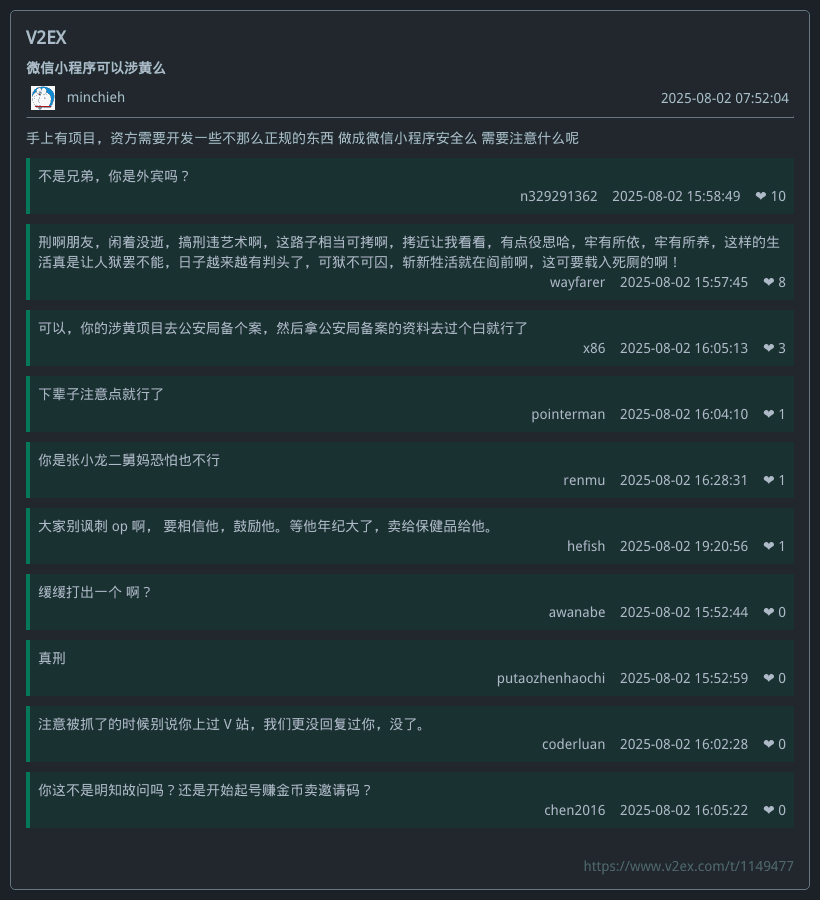 V2EX
微信小程序可以涉黄么
minchieh 2025-08-02 07:52:04
手上有项目，资方需要开发一些不那么正规的东西 做成微信小程序安全么 需要注意什么呢
不是兄弟，你是外宾吗？
n329291362 2025-08-02 15:58:49 ❤ 10
刑啊朋友，闲着没逝，搞刑违艺术啊，这路子相当可拷啊，拷近让我看看，有点役思哈，牢有所依，牢有所养，这样的生
活真是让人狱罢不能，日子越来越有判头了，可狱不可囚，斩新牲活就在阎前啊，这可要载入死厕的啊！
wayfarer 2025-08-02 15:57:45 ❤ 8
可以，你的涉黄项目去公安局备个案，然后拿公安局备案的资料去过个白就行了
x86 2025-08-02 16:05:13 ❤ 3
下辈子注意点就行了
pointerman 2025-08-02 16:04:10 ❤ 1
你是张小龙二舅妈恐怕也不行
renmu 2025-08-02 16:28:31 ❤ 1
大家别讽刺 op 啊， 要相信他，鼓励他。等他年纪大了，卖给保健品给他。
hefish 2025-08-02 19:20:56 ❤ 1
缓缓打出一个 啊？
awanabe 2025-08-02 15:52:44 ❤ 0
真刑
putaozhenhaochi 2025-08-02 15:52:59 ❤ 0
注意被抓了的时候别说你上过 V 站，我们更没回复过你，没了。
coderluan 2025-08-02 16:02:28 ❤ 0
你这不是明知故问吗？还是开始起号赚金币卖邀请码？
chen2016 2025-08-02 16:05:22 ❤ 0
https://www.v2ex.com/t/1149477